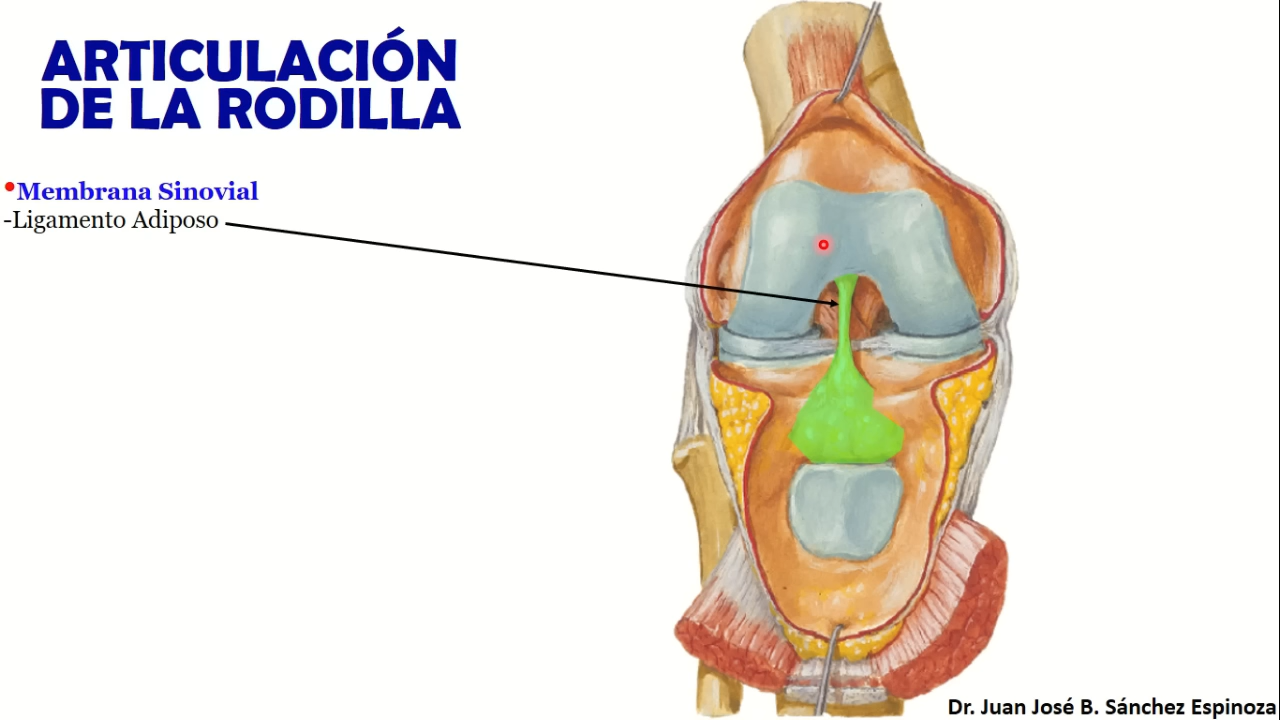 ARTICULACIÓN
DE LA RODILLA
•Membrana Sinovial
-Ligamento Adiposo
Dr. Juan José B. Sánchez Espinoza